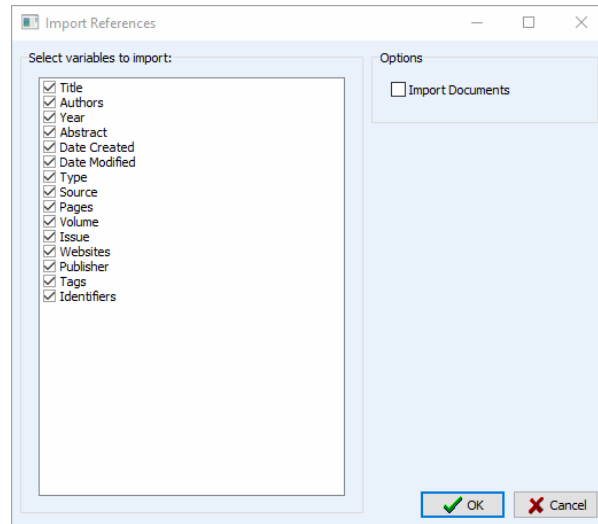 Import References
Select variables to import:
Title
Authors
Year
Abstract
Date Created
Date Modified
Type
Source
Pages
Volume
Issue
Websites
Publisher
Tags
Identifiers
Options
Import Documents
OK
Cancel